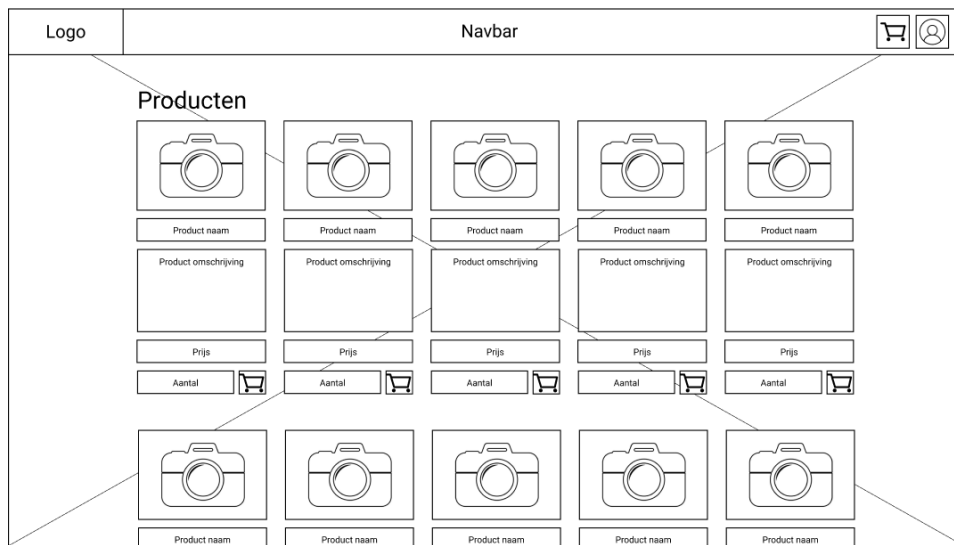 Logo Navbar
Producten
Product naam Product naam Product naam Product naam Product naam
Product omschrijving Product omschrijving Product omschrijving Product omschrijving Product omschrijving
Prijs Prijs Prijs Prijs Prijs
Aantal Aantal Aantal Aantal Aantal
Product naam Product naam Product naam Product naam Product naam